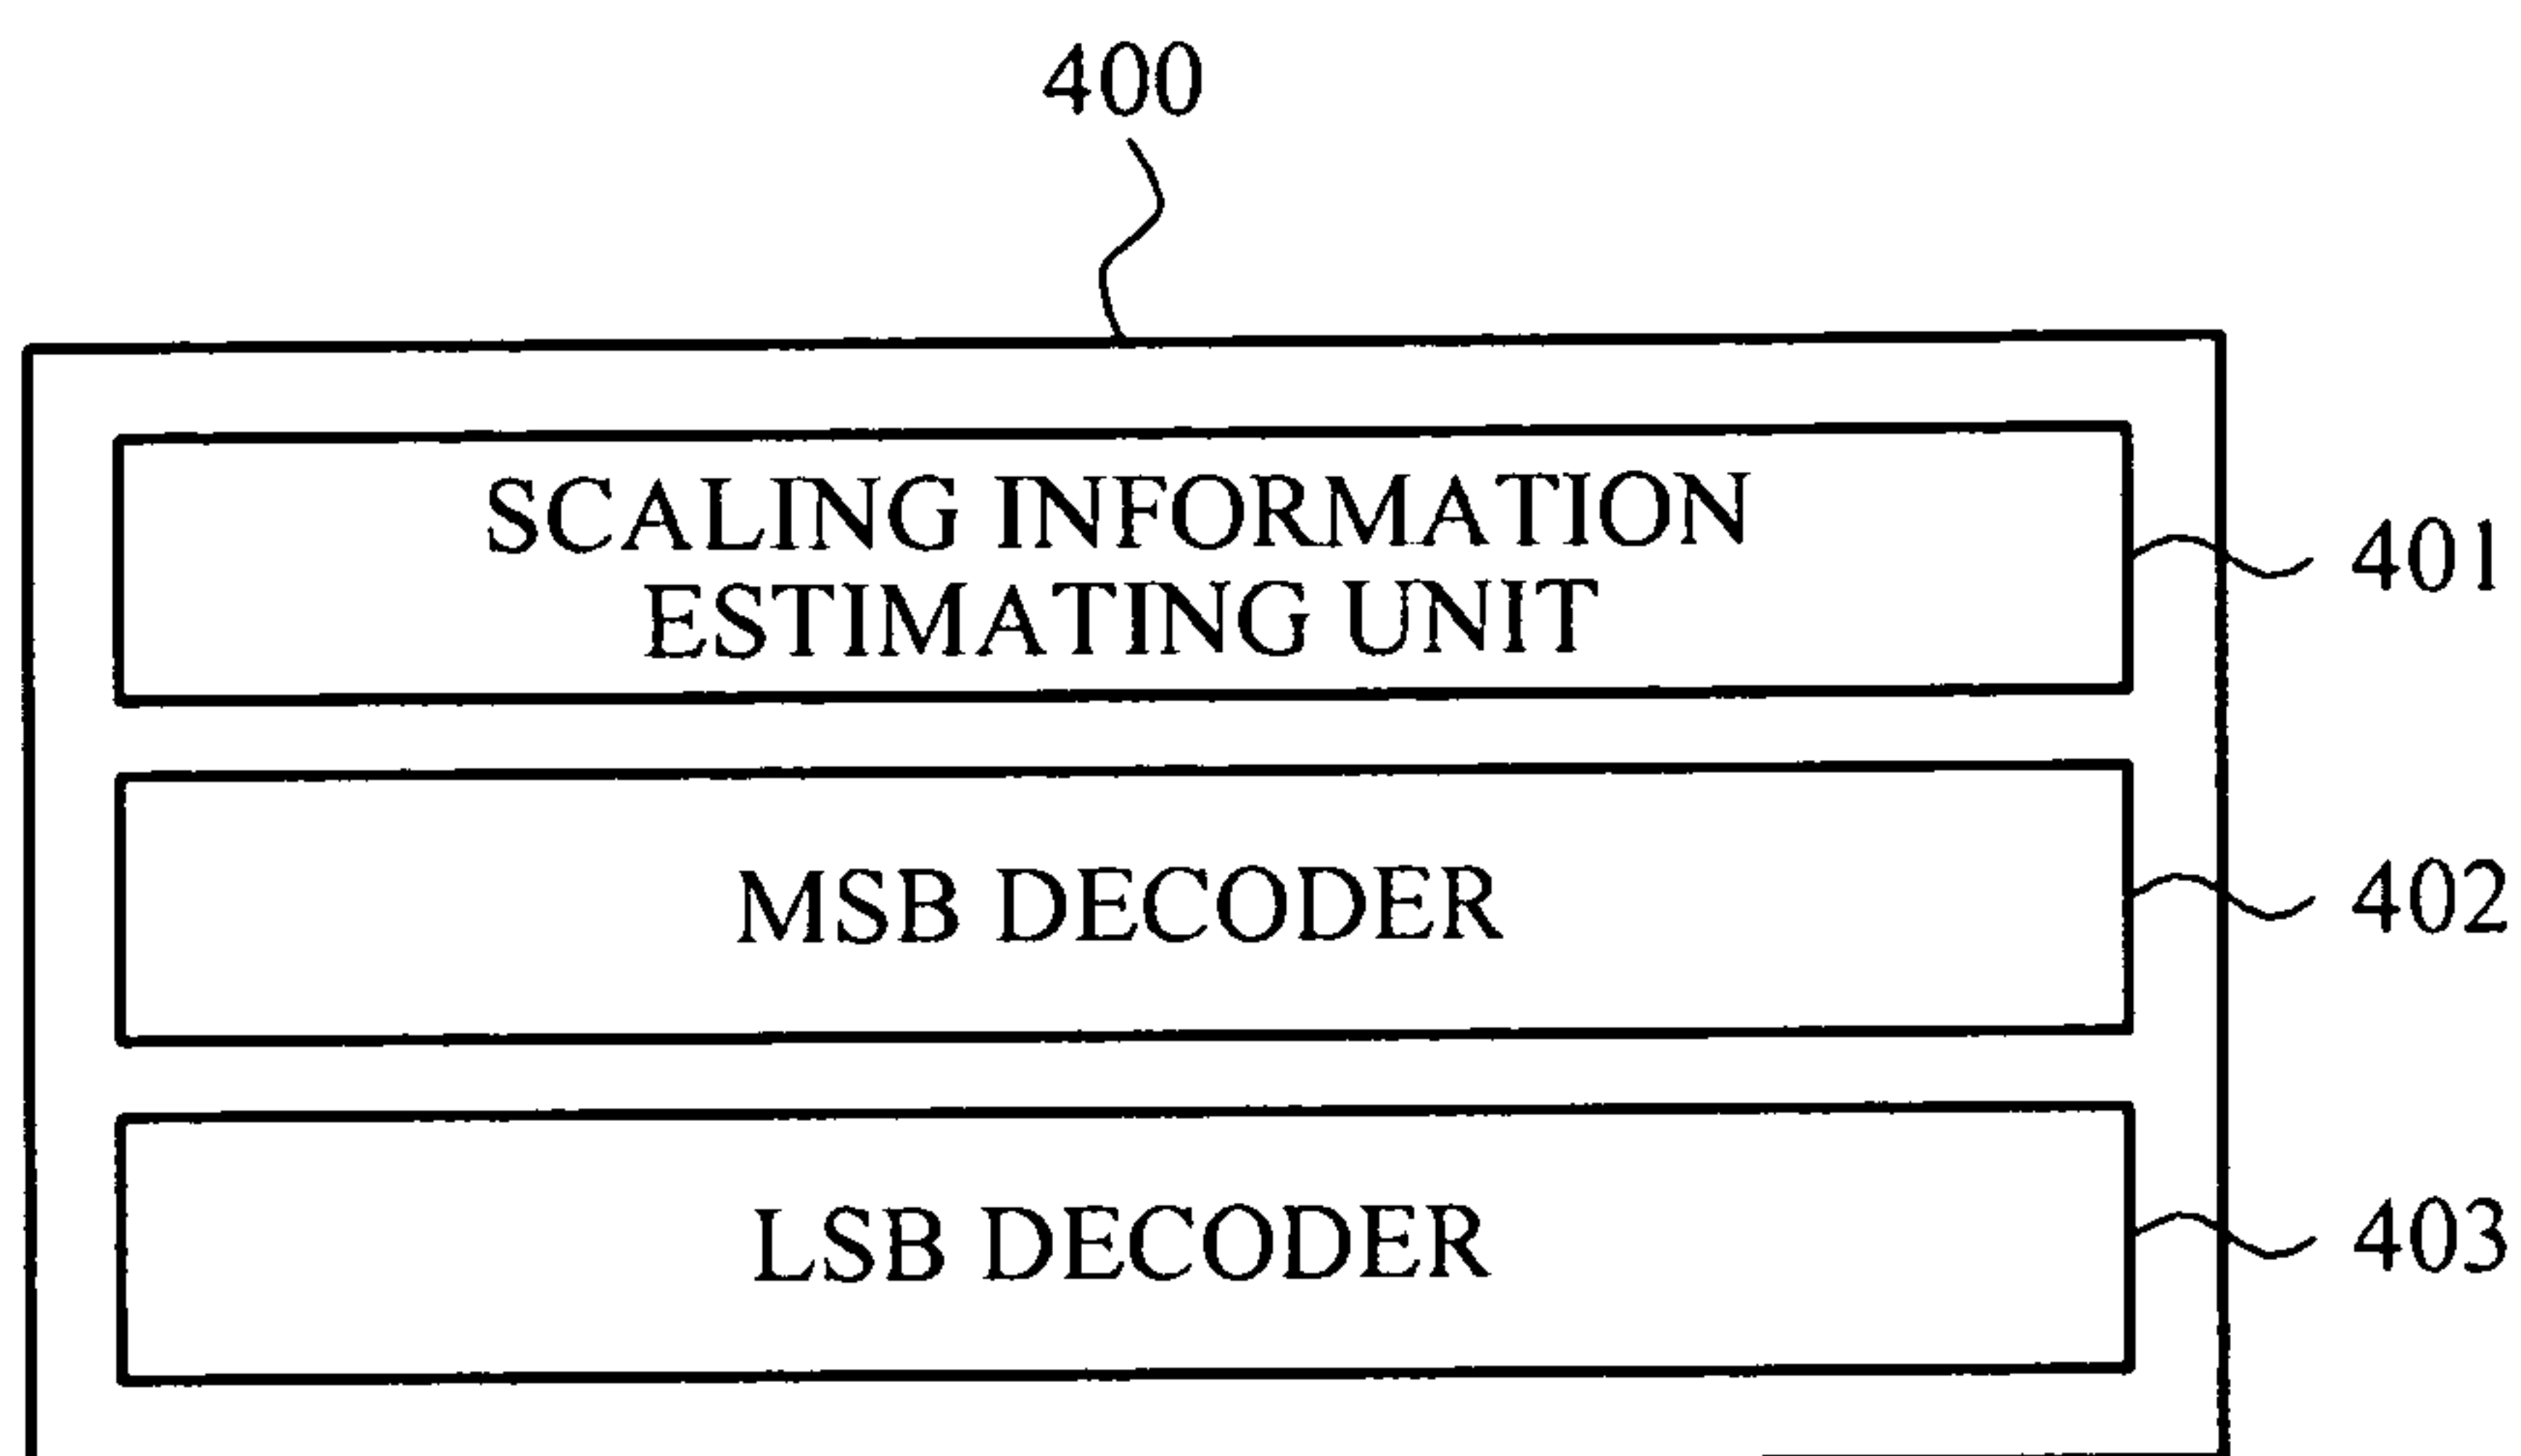 400
SCALING INFORMATION
ESTIMATING UNIT
401
MSB DECODER
402
LSB DECODER
403